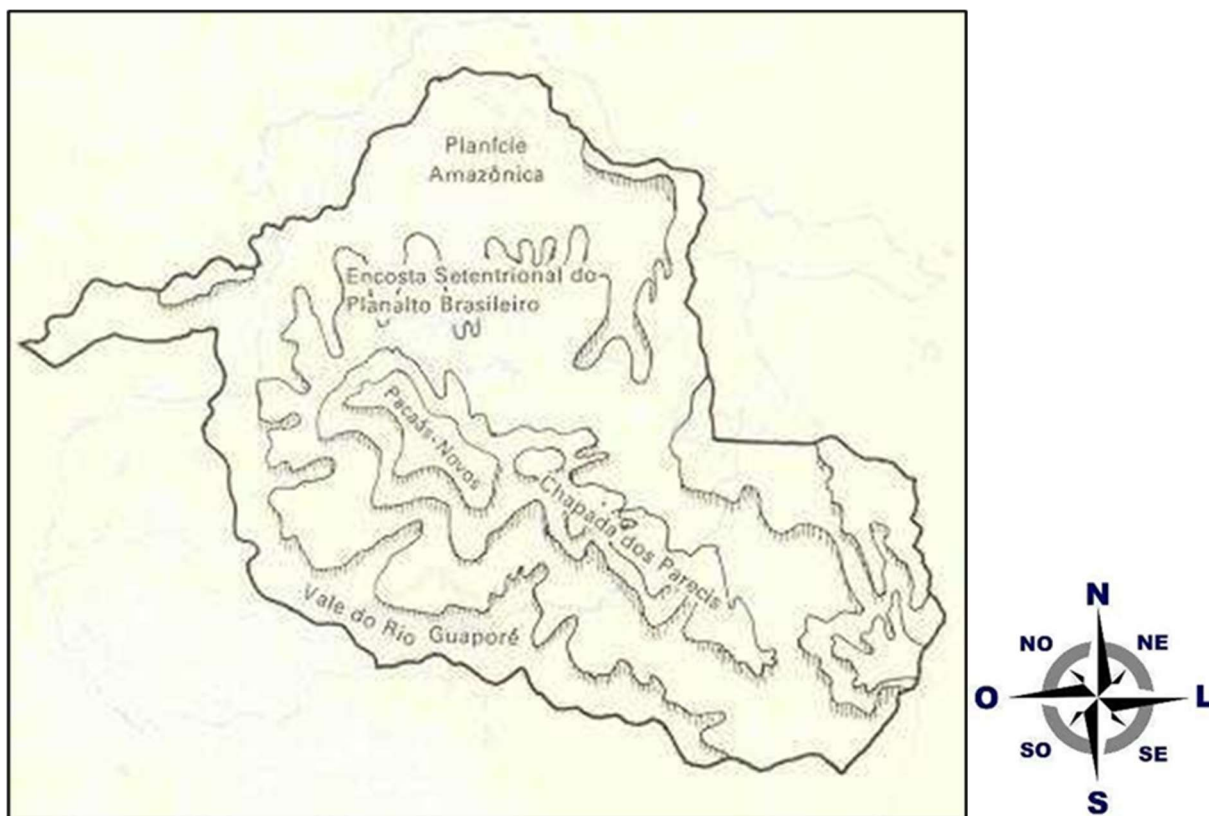 Planície
Amazônica
Encosta Setentrional do
Planalto Brasileiro
Pacaás-Novos
Chapada dos Parecis
Vale do Rio Guaporé
N
NO
NE
O
L
SO
SE
S